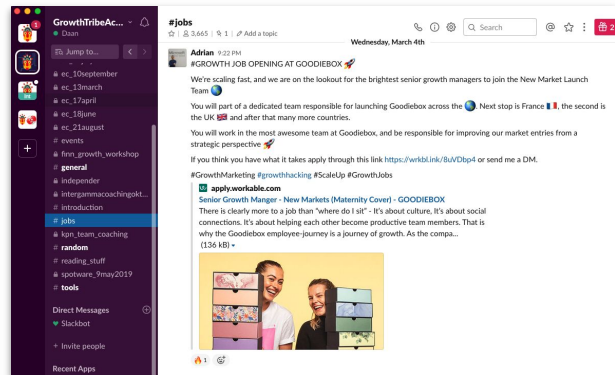 GrowthTribeAc...
Daan
Jump to...
ec_10september
ec_13march
ec_17april
ec_18june
ec_21august
# events
finn_growth_workshop
# general
independer
intergammacoachingokt...
# introduction
# jobs
kpn_team_coaching
# random
# reading_stuff
spotware_9may2019
# tools
Direct Messages
Slackbot
+ Invite people
Recent Apps
#jobs
3,665 | 1 | Add a topic
Search
2
Wednesday, March 4th
Adrian 9:22 PM
#GROWTH JOB OPENING AT GOODIEBOX 🚀
We're scaling fast, and we are on the lookout for the brightest senior growth managers to join the New Market Launch
Team 🌎
You will part of a dedicated team responsible for launching Goodiebox across the 🌎. Next stop is France 🇫🇷, the second is
the UK 🇬🇧 and after that many more countries.
You will work in the most awesome team at Goodiebox, and be responsible for improving our market entries from a
strategic perspective 🚀
If you think you have what it takes apply through this link https://wrkbl.ink/8uVDbp4 or send me a DM.
#GrowthMarketing #growthhacking #ScaleUp #GrowthJobs
apply.workable.com
Senior Growth Manger - New Markets (Maternity Cover) - GOODIEBOX
There is clearly more to a job than "where do I sit" - It's about culture, It's about social
connections. It's about helping each other become productive team members. That is
why the Goodiebox employee-journey is a journey of growth. As the compa...
(136 kB)
🔥 1